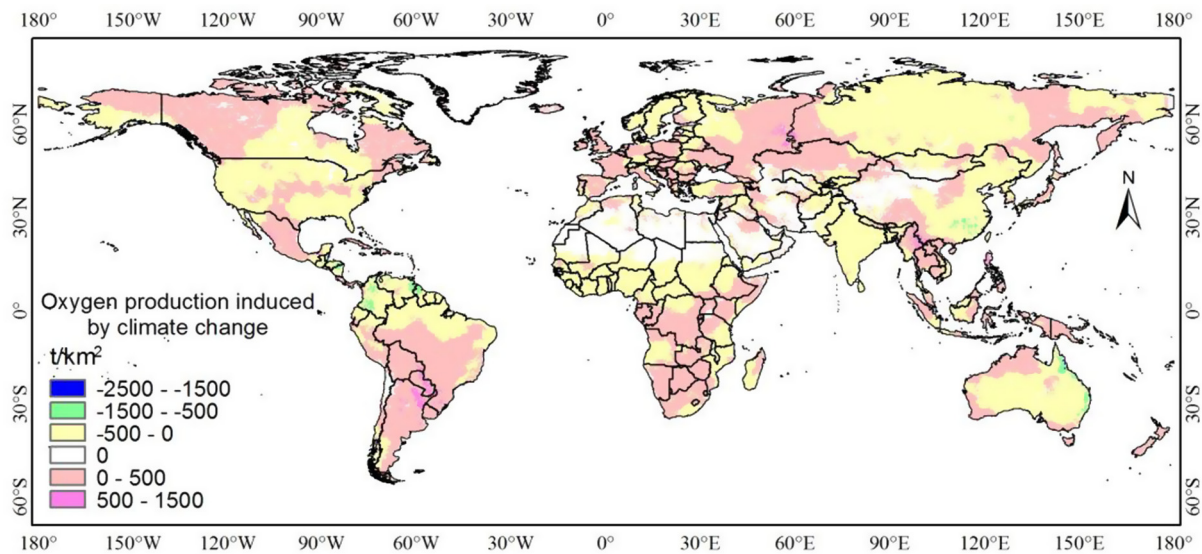 180° 150°W 120°W 90°W 60°W 30°W 0° 30°E 60°E 90°E 120°E 150°E 180°
60°N 60°N
30°N 30°N
N
0° 0°
30°S 30°S
60°S 60°S
Oxygen production induced
by climate change
t/km²
-2500 - -1500
-1500 - -500
-500 - 0
0
0 - 500
500 - 1500
180° 150°W 120°W 90°W 60°W 30°W 0° 30°E 60°E 90°E 120°E 150°E 180°